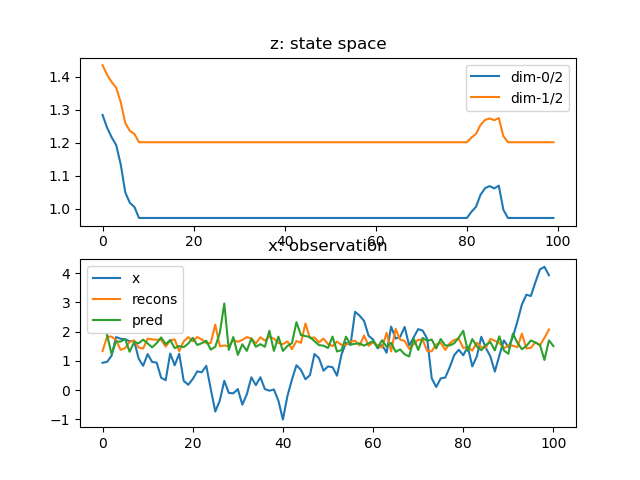 z: state space
1.4
1.3
1.2
1.1
1.0
dim-0/2
dim-1/2
0 20 40 60 80 100
x: observation
4
3
2
1
0
−1
x
recons
pred
0 20 40 60 80 100